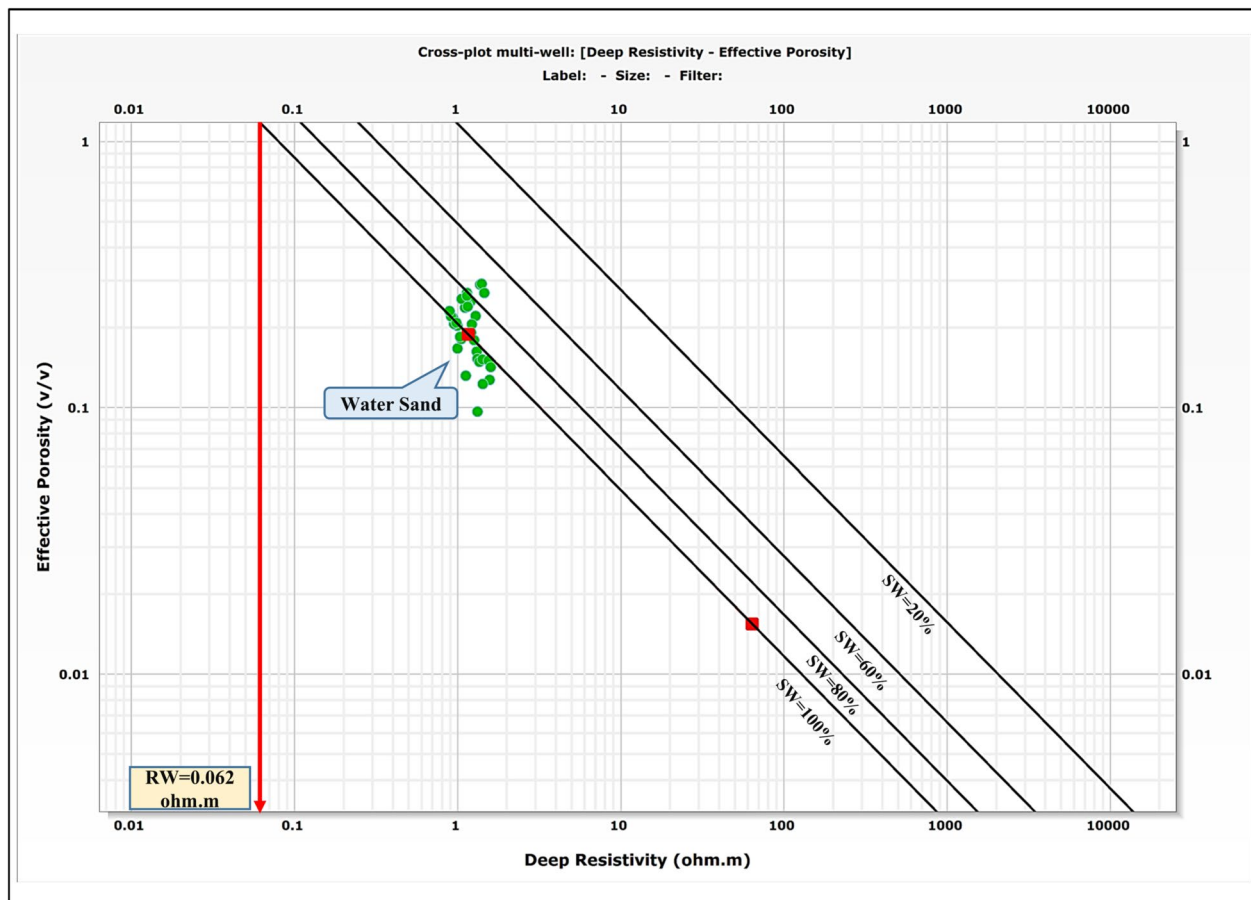 Cross-plot multi-well: [Deep Resistivity - Effective Porosity]
Label:   - Size:   - Filter:
0.01 0.1 1 10 100 1000 10000
1 1
Effective Porosity (v/v)
Water Sand
0.1 0.1
SW=20%
SW=60%
SW=80%
SW=100%
0.01 0.01
RW=0.062
ohm.m
0.01 0.1 1 10 100 1000 10000
Deep Resistivity (ohm.m)